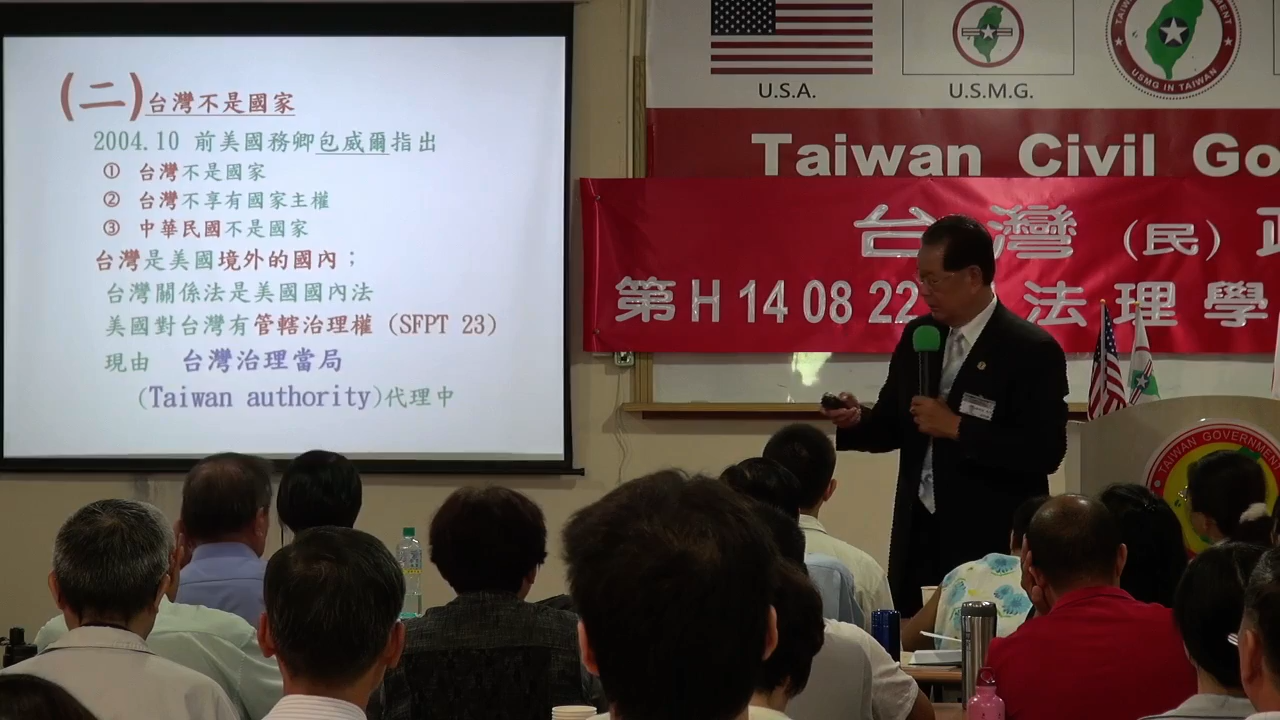 (二)台灣不是國家
2004.10 前美國務卿包威爾指出
① 台灣不是國家
② 台灣不享有國家主權
③ 中華民國不是國家
台灣是美國境外的國內；
台灣關係法是美國國內法
美國對台灣有管轄治理權 (SFPT 23)
現由 台灣治理當局
(Taiwan authority)代理中
U.S.A.
U.S.M.G.
USMG IN TAIWAN
Taiwan Civil Go
台灣（民）政
第H 14 08 22
法理學
TAIWAN GOVERNMENT